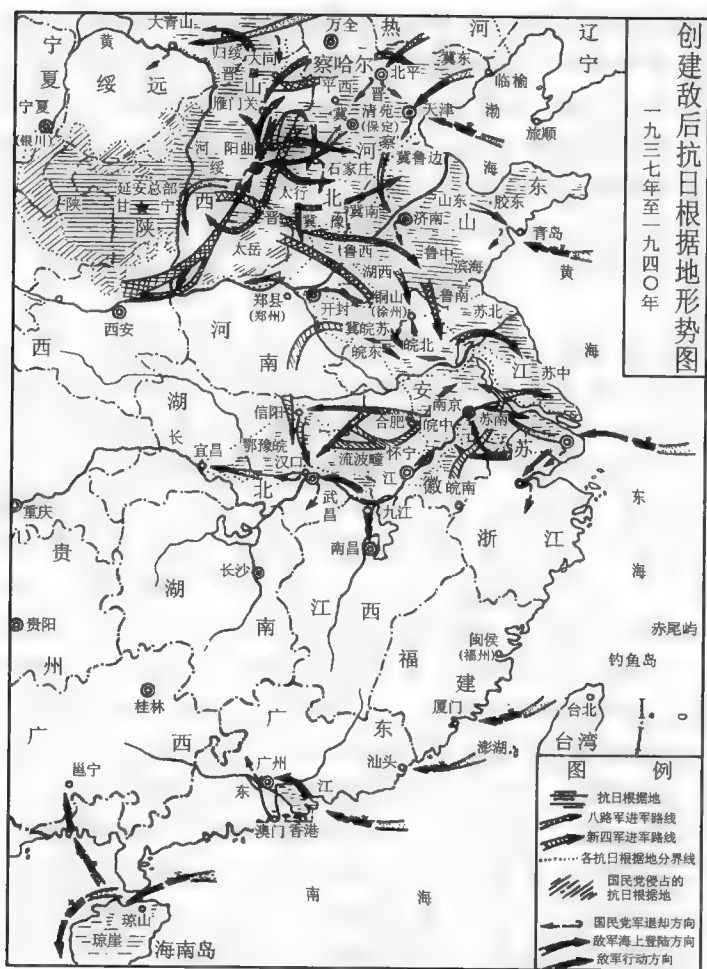 创建敌后抗日根据地形势图
一九三七年至一九四〇年
大青山
万全
热
河
辽
宁
宁
夏
黄
绥
远
归绥
大同
察哈尔
北平
冀东
临榆
渤
海
旅顺
晋
山
平西
晋
察
冀
雁门关
清苑
(保定)
天津
宁夏
(银川)
河
绥
阳曲
西
石家庄
河
北
冀鲁边
延安总部
陕
甘
宁
陕
太行
晋
冀
豫
冀南
济南
山东
胶东
山
东
青岛
太岳
鲁西
鲁中
滨海
黄
海
湖西
鲁南
郑县
(郑州)
开封
铜山
(徐州)
苏北
西安
河
南
冀皖苏
皖东
皖北
西
江
苏
苏中
湖
北
信阳
安
徽
南京
苏南
合肥
皖中
长
江
宜昌
鄂豫皖
汉口
流波疃
怀宁
皖南
武昌
九江
东
海
重庆
南昌
浙
江
贵
州
长沙
湖
南
江
西
赤尾屿
贵阳
闽侯
(福州)
钓鱼岛
福
建
桂林
厦门
台北
台湾
广
西
广
东
澎湖
邕宁
广州
汕头
东
江
澳门
香港
南
海
琼山
琼崖
海南岛
图 例
抗日根据地
八路军进军路线
新四军进军路线
各抗日根据地分界线
国民党侵占的
抗日根据地
国民党军退却方向
敌军海上登陆方向
敌军行动方向